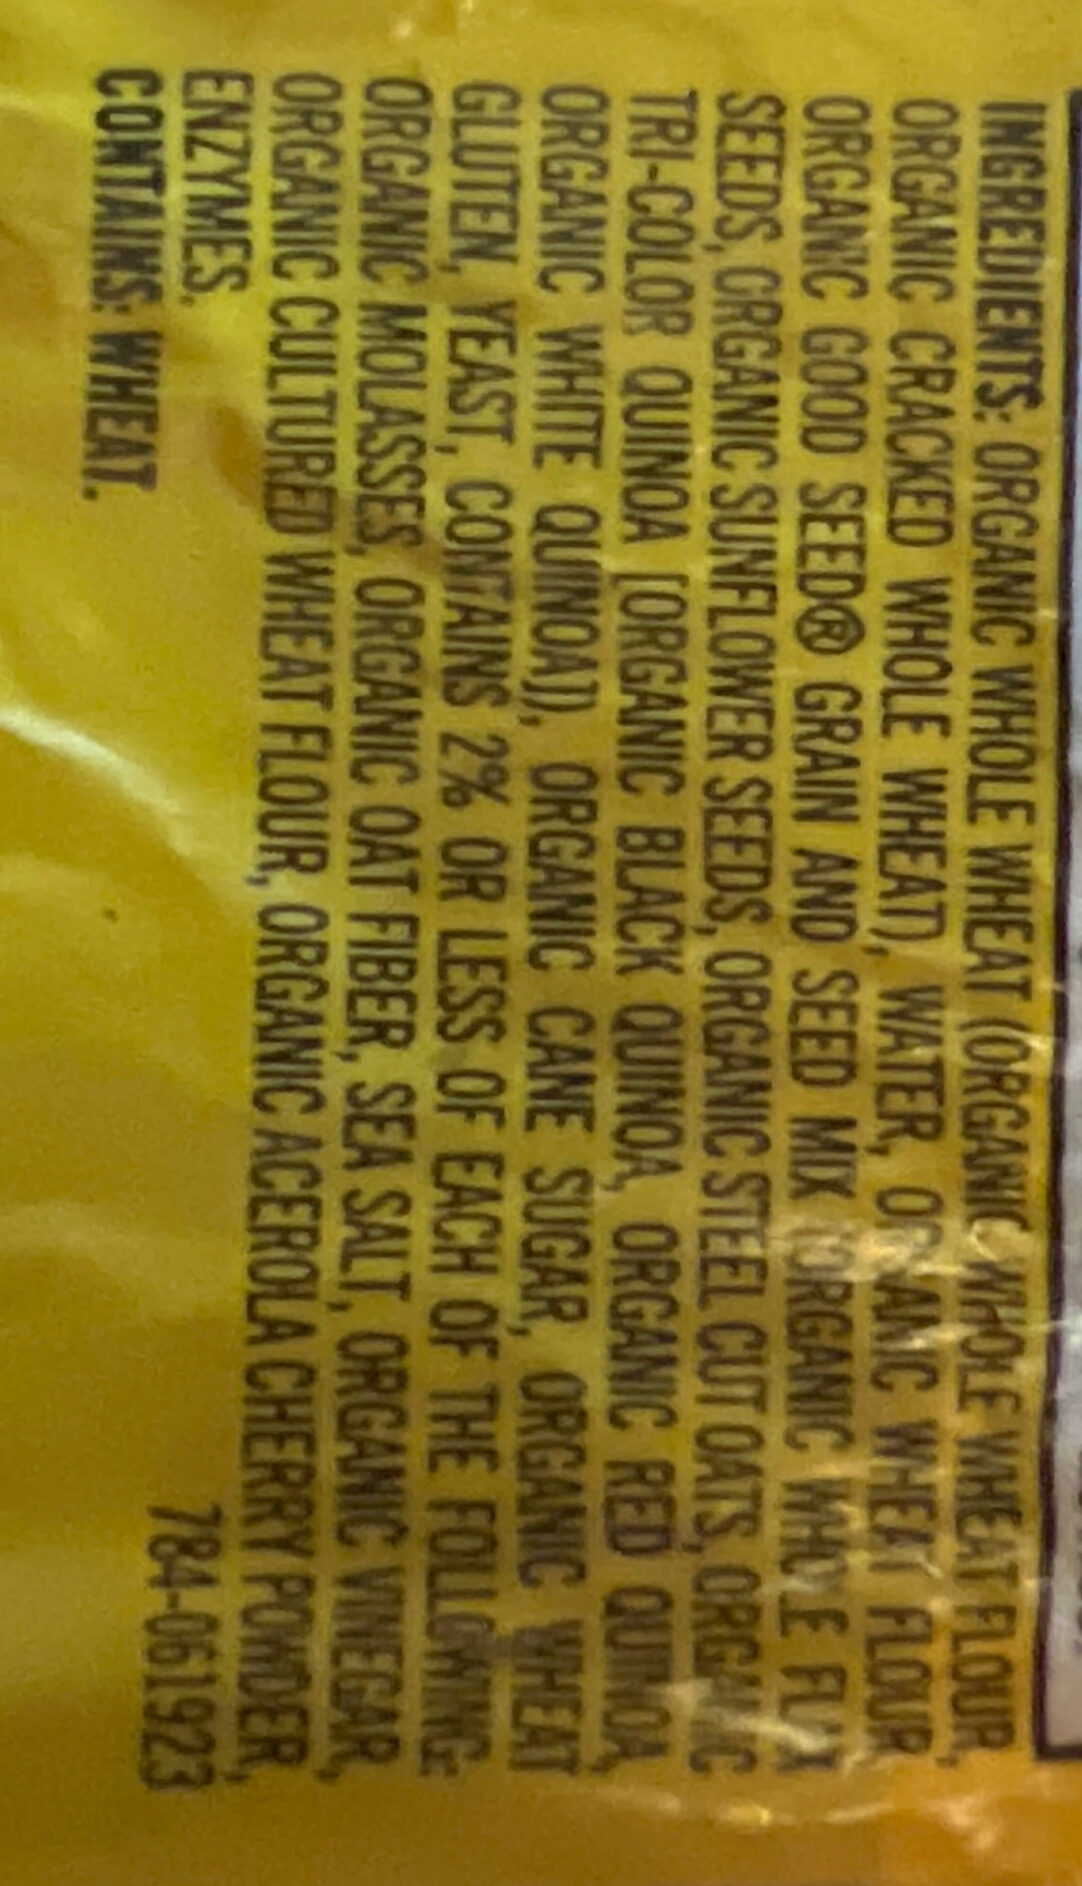 INGREDIENTS: ORGANIC WHOLE WHEAT (ORGANIC WHOLE WHEAT FLOUR,
ORGANIC CRACKED WHOLE WHEAT), WATER, ORGANIC WHEAT FLOUR,
ORGANIC GOOD SEED® GRAIN AND SEED MIX (ORGANIC WHOLE FLAX
SEEDS, ORGANIC SUNFLOWER SEEDS, ORGANIC STEEL CUT OATS, ORGANIC
TRI-COLOR QUINOA [ORGANIC BLACK QUINOA, ORGANIC RED QUINOA,
ORGANIC WHITE QUINOA]), ORGANIC CANE SUGAR, ORGANIC WHEAT
GLUTEN, YEAST, CONTAINS 2% OR LESS OF EACH OF THE FOLLOWING:
ORGANIC MOLASSES, ORGANIC OAT FIBER, SEA SALT, ORGANIC VINEGAR,
ORGANIC CULTURED WHEAT FLOUR, ORGANIC ACEROLA CHERRY POWDER,
ENZYMES.
CONTAINS: WHEAT.
784-061923